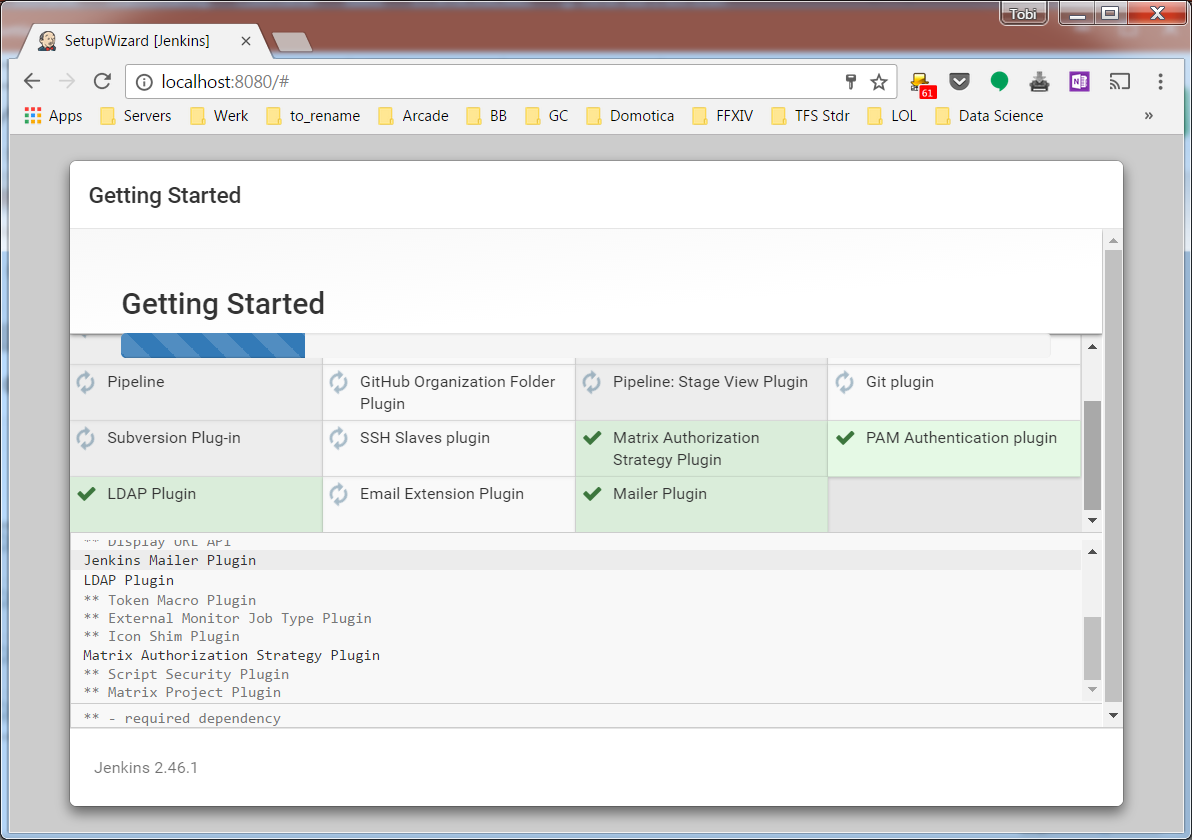 Tobi
SetupWizard [Jenkins]
localhost:8080/#
61
Apps Servers Werk to_rename Arcade BB GC Domotica FFXIV TFS Stdr LOL Data Science »
Getting Started
Getting Started
Pipeline
GitHub Organization Folder
Plugin
Pipeline: Stage View Plugin
Git plugin
Subversion Plug-in
SSH Slaves plugin
Matrix Authorization
Strategy Plugin
PAM Authentication plugin
LDAP Plugin
Email Extension Plugin
Mailer Plugin
** Display URL API
Jenkins Mailer Plugin
LDAP Plugin
** Token Macro Plugin
** External Monitor Job Type Plugin
** Icon Shim Plugin
Matrix Authorization Strategy Plugin
** Script Security Plugin
** Matrix Project Plugin
** - required dependency
Jenkins 2.46.1